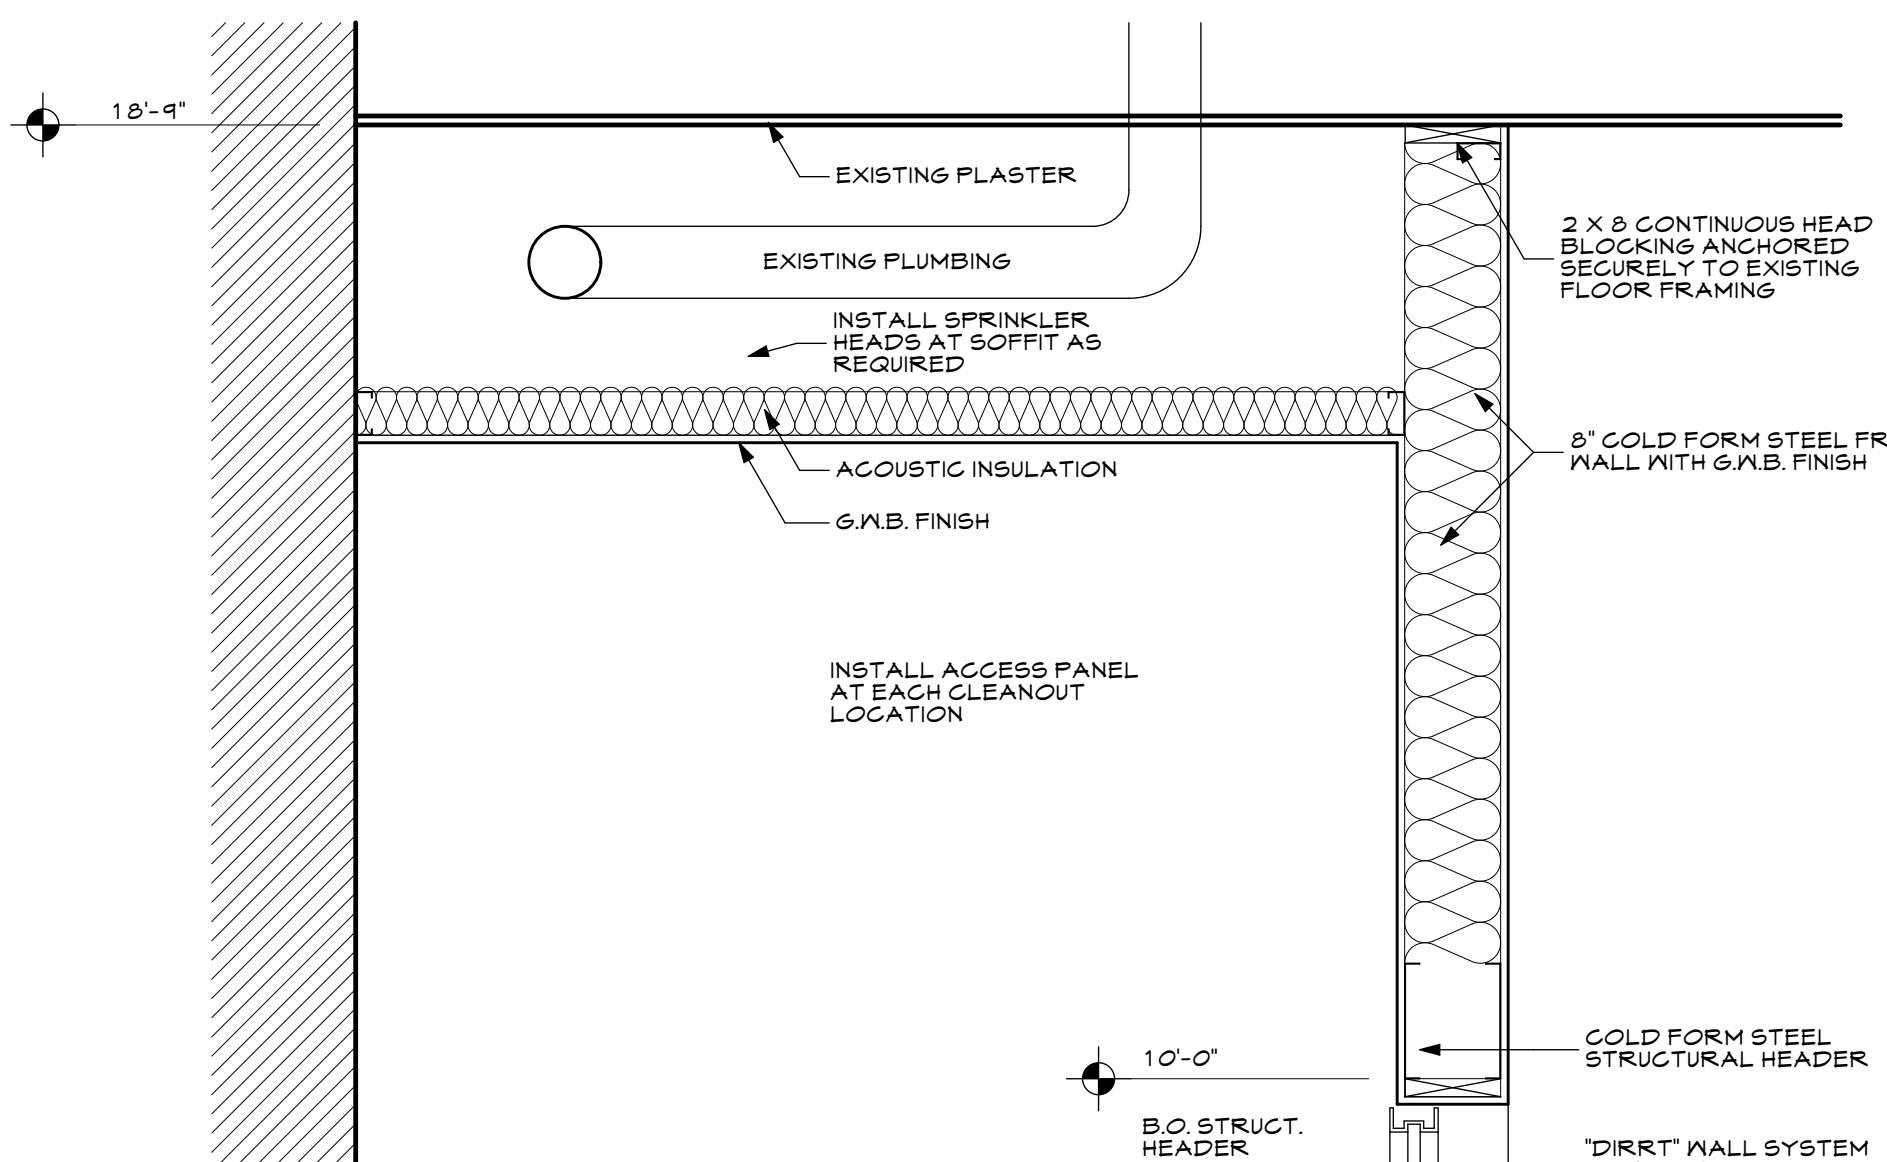 18'-9"
EXISTING PLASTER
2 X 8 CONTINUOUS HEAD
BLOCKING ANCHORED
SECURELY TO EXISTING
FLOOR FRAMING
EXISTING PLUMBING
INSTALL SPRINKLER
HEADS AT SOFFIT AS
REQUIRED
8" COLD FORM STEEL FR
WALL WITH G.W.B. FINISH
ACOUSTIC INSULATION
G.W.B. FINISH
INSTALL ACCESS PANEL
AT EACH CLEANOUT
LOCATION
COLD FORM STEEL
STRUCTURAL HEADER
10'-0"
B.O. STRUCT.
HEADER
"DIRRT" WALL SYSTEM